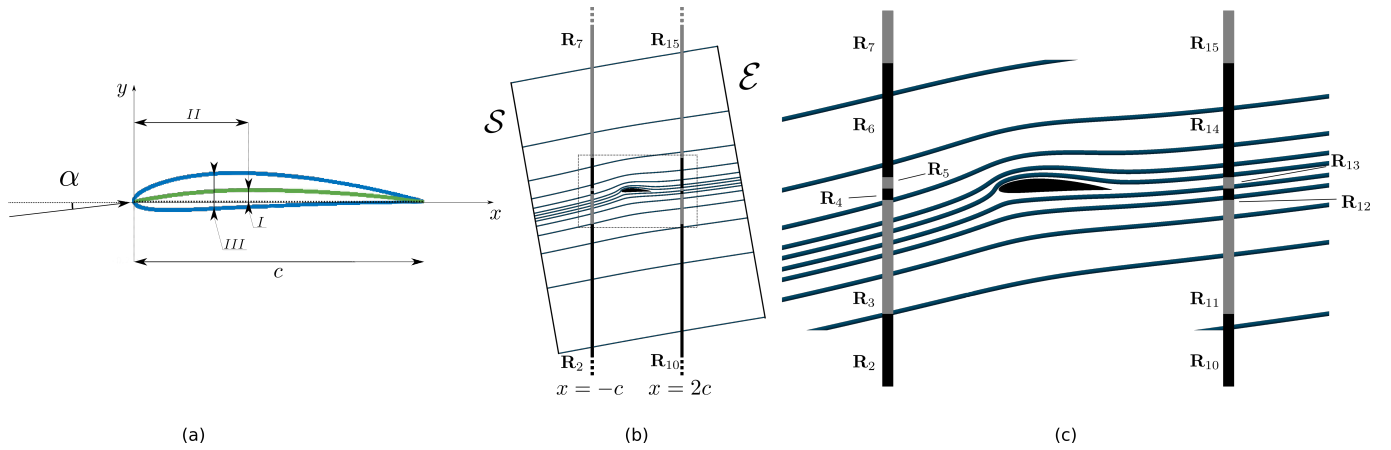 y
II
α
x
I
III
c
(a)
R7
R15
S
E
R2
R10
x = −c
x = 2c
(b)
R7
R15
R6
R14
R5
R13
R4
R12
R3
R11
R2
R10
(c)